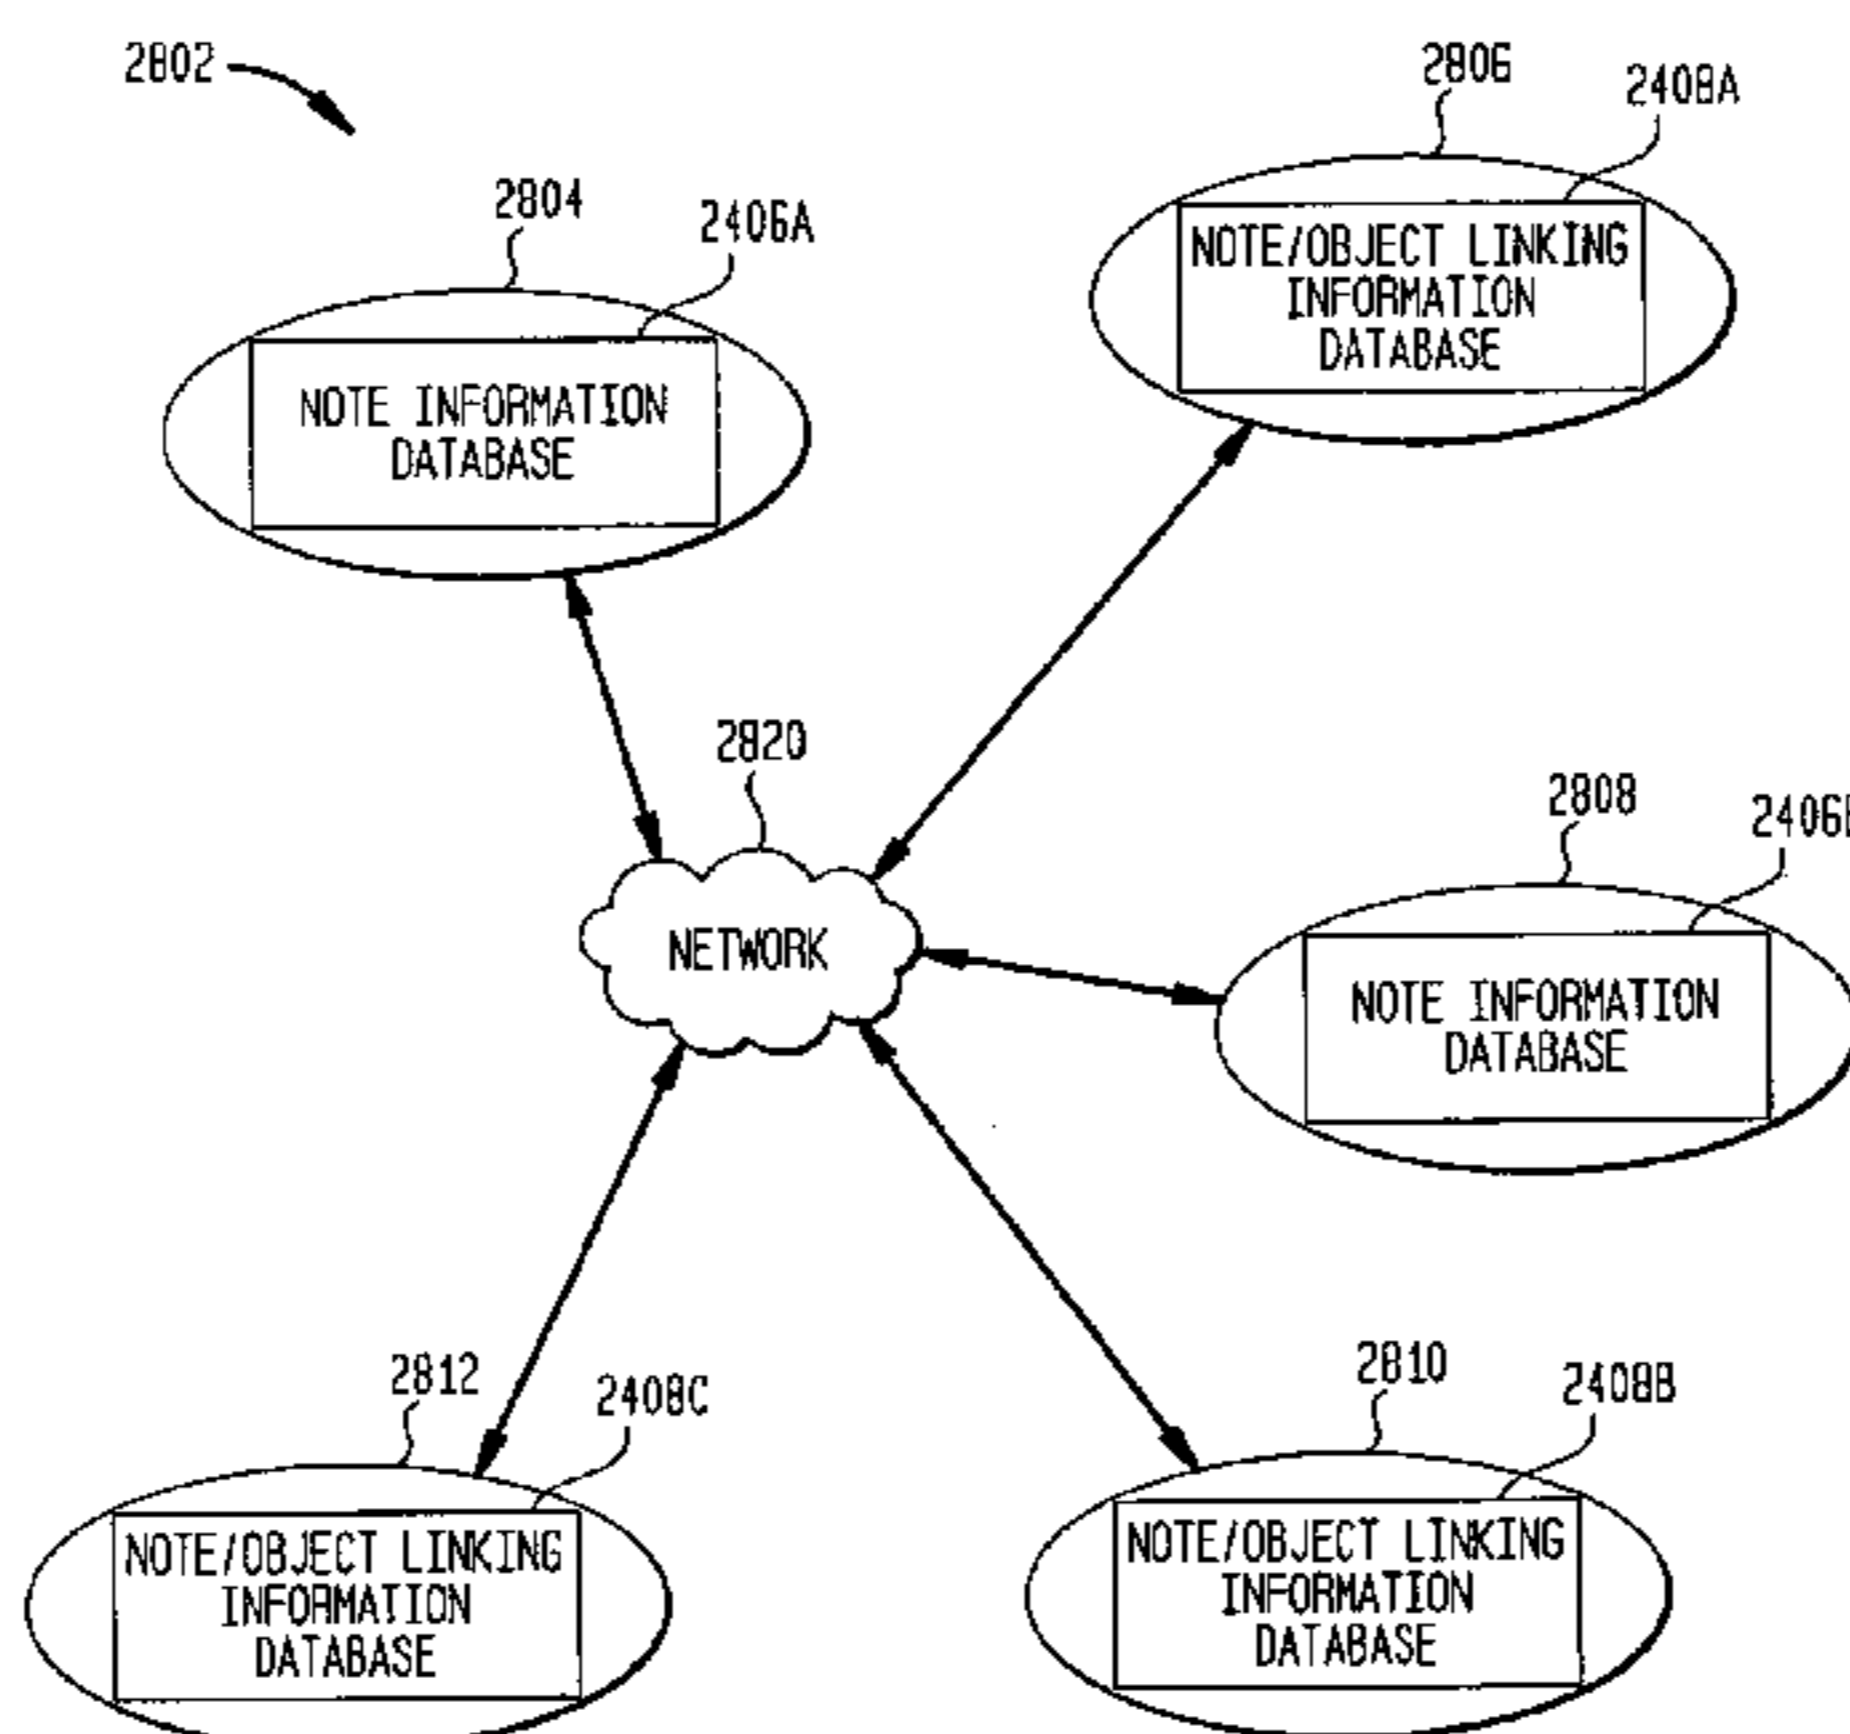 2802
2806
2408A
2804
2406A
NOTE/OBJECT LINKING
INFORMATION
DATABASE
NOTE INFORMATION
DATABASE
2820
2808
NETWORK
NOTE INFORMATION
DATABASE
2812
2408C
2810
2408B
NOTE/OBJECT LINKING
INFORMATION
DATABASE
NOTE/OBJECT LINKING
INFORMATION
DATABASE